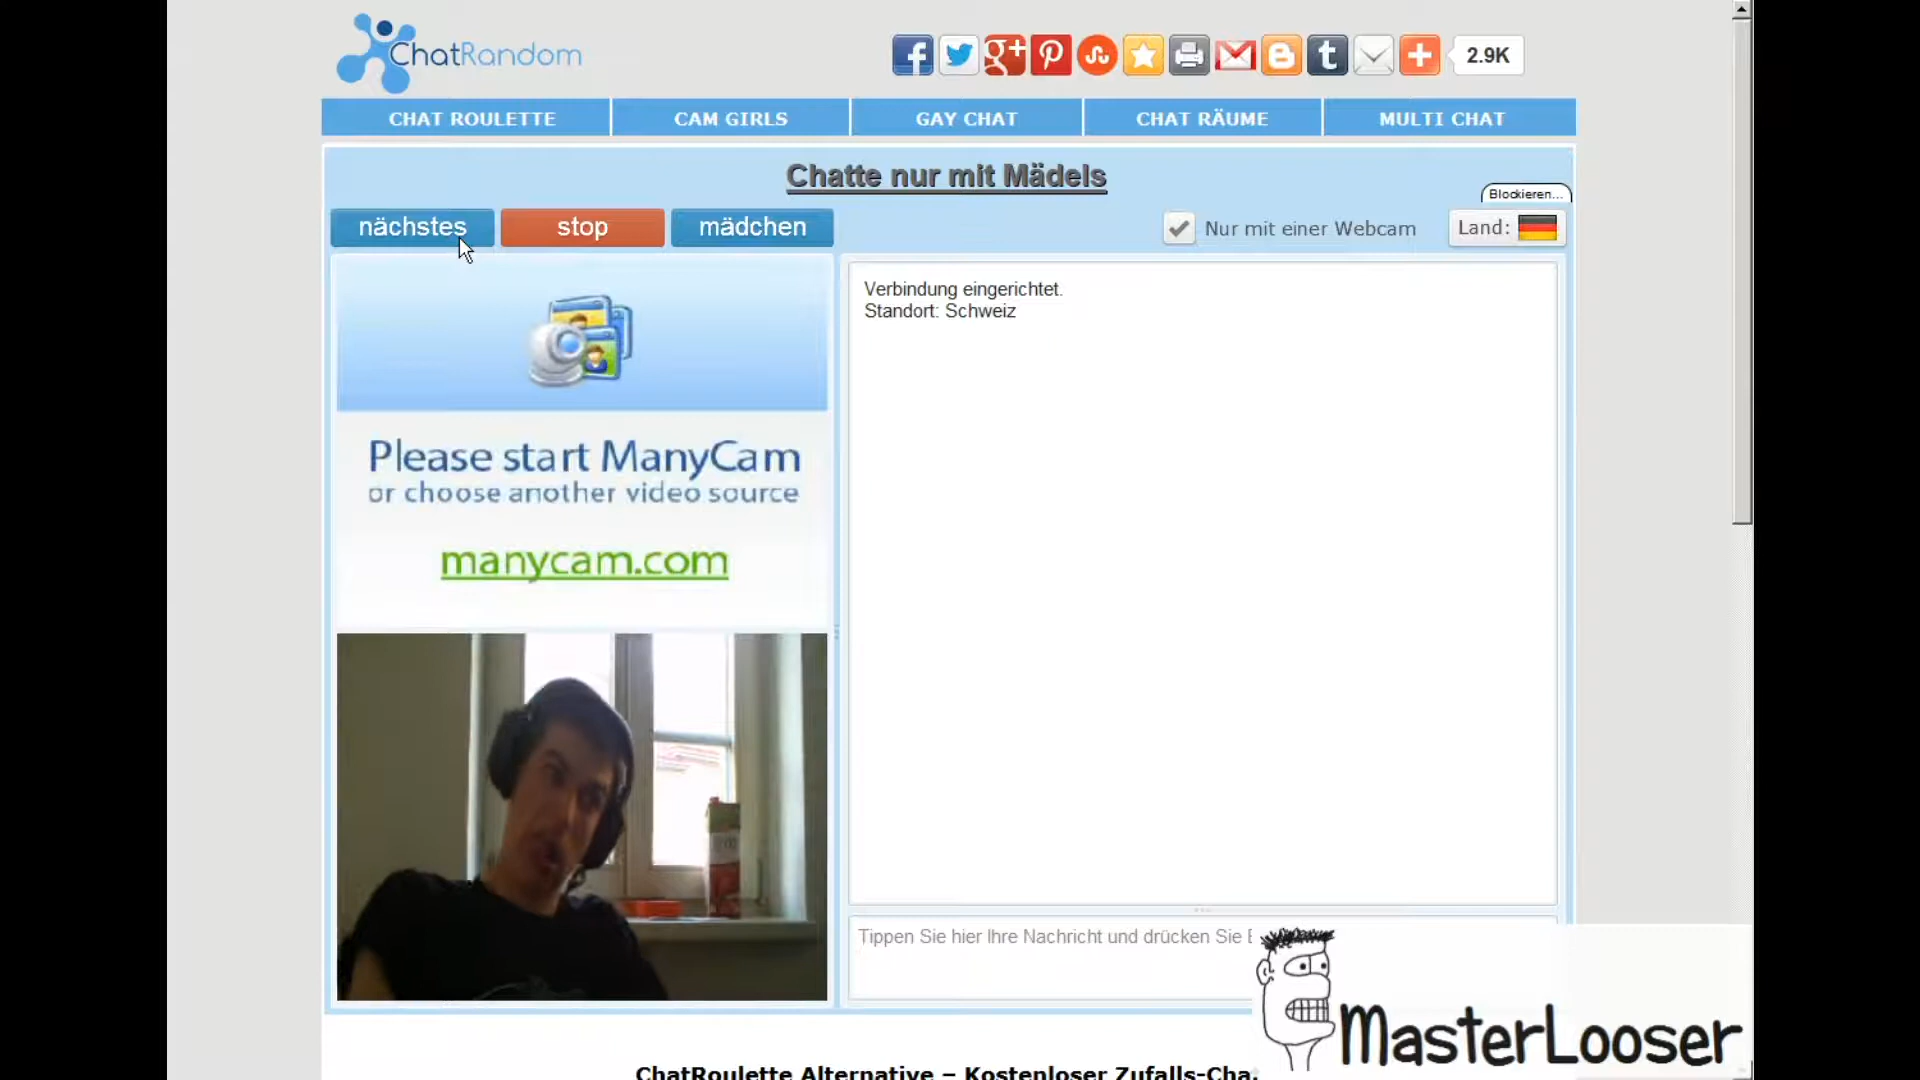 ChatRandom
2.9K
CHAT ROULETTE
CAM GIRLS
GAY CHAT
CHAT RÄUME
MULTI CHAT
Chatte nur mit Mädels
Blockieren...
nächstes
stop
mädchen
Nur mit einer Webcam
Land:
Please start ManyCam
or choose another video source
manycam.com
Verbindung eingerichtet.
Standort: Schweiz
Tippen Sie hier Ihre Nachricht und drücken Sie
MasterLooser
ChatRoulette Alternative – Kostenloser Zufalls-Cha